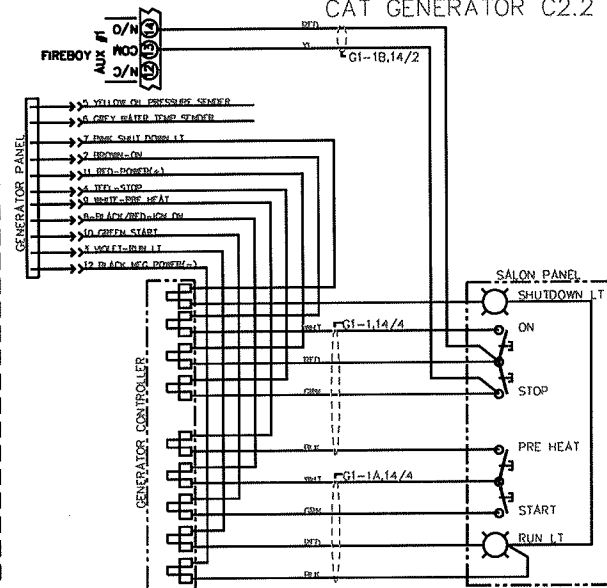 CAT GENERATOR C2.2
FIREBOY
AUX #1
N/O 14
COM 13
N/C 12
RED
YL
G1-1B,14/2
GENERATOR PANEL
5 YELLOW OIL PRESSURE SENDER
6 GREY WATER TEMP SENDER
7 PINK SHUT DOWN LT
2 BROWN-ON
11 RED-POWER(+)
4 TEEL-STOP
9 WHITE-PRE HEAT
8-BLACK/RED-IGN ON
10 GREEN START
3 VIOLET-RUN LT
12 BLACK NEG POWER(-)
GENERATOR CONTROLLER
SALON PANEL
SHUTDOWN LT
WHT
G1-1,14/4
ON
RED
GRN
STOP
BLK
PRE HEAT
WHT
G1-1A,14/4
GRN
START
RED
RUN LT
BLK